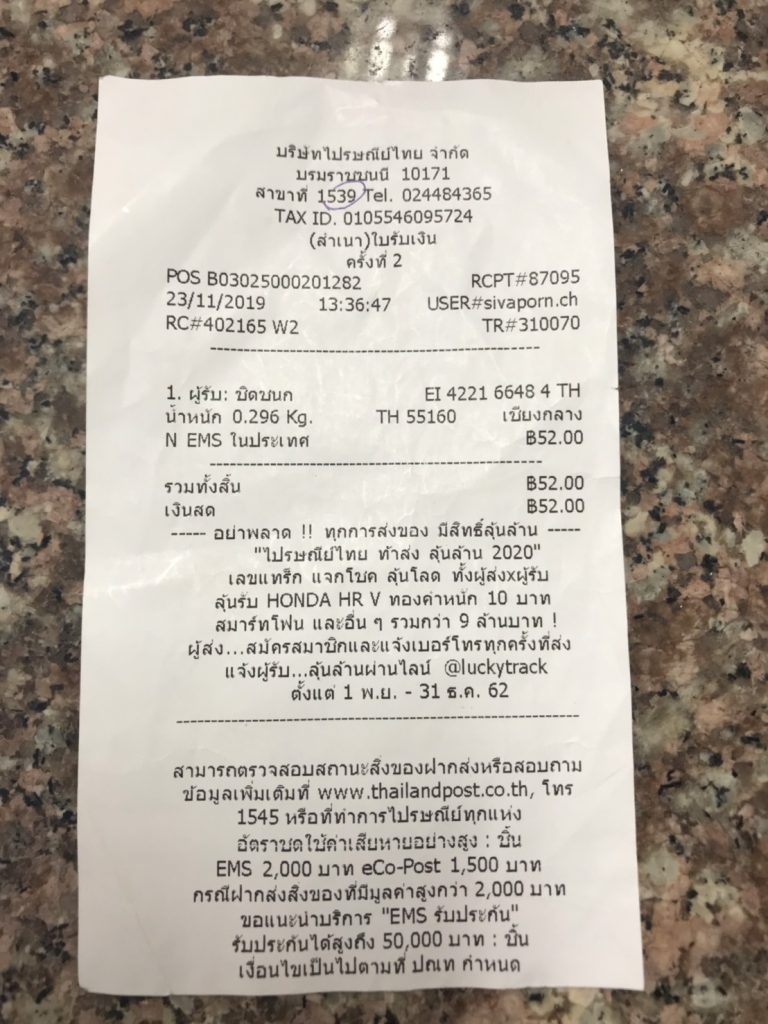 บริษัทไปรษณีย์ไทย จำกัด
บรมราชชนนี 10171
สาขาที่ 1539 Tel. 024484365
TAX ID. 0105546095724
(สำเนา)ใบรับเงิน
ครั้งที่ 2
POS B03025000201282 RCPT#87095
23/11/2019 13:36:47 USER#sivaporn.ch
RC#402165 W2 TR#310070
1. ผู้รับ: ชิดชนก EI 4221 6648 4 TH
น้ำหนัก 0.296 Kg. TH 55160 เชียงกลาง
N EMS ในประเทศ ฿52.00
รวมทั้งสิ้น ฿52.00
เงินสด ฿52.00
----- อย่าพลาด !! ทุกการส่งของ มีสิทธิ์ลุ้นล้าน -----
"ไปรษณีย์ไทย ทำส่ง ลุ้นล้าน 2020"
เลขแทร็ก แจกโชค ลุ้นโลด ทั้งผู้ส่งxผู้รับ
ลุ้นรับ HONDA HR V ทองคำหนัก 10 บาท
สมาร์ทโฟน และอื่น ๆ รวมกว่า 9 ล้านบาท !
ผู้ส่ง...สมัครสมาชิกและแจ้งเบอร์โทรทุกครั้งที่ส่ง
แจ้งผู้รับ...ลุ้นล้านผ่านไลน์ @luckytrack
ตั้งแต่ 1 พ.ย. - 31 ธ.ค. 62
สามารถตรวจสอบสถานะสิ่งของฝากส่งหรือสอบถาม
ข้อมูลเพิ่มเติมที่ www.thailandpost.co.th, โทร
1545 หรือที่ทำการไปรษณีย์ทุกแห่ง
อัตราชดใช้ค่าเสียหายอย่างสูง : ชิ้น
EMS 2,000 บาท eCo-Post 1,500 บาท
กรณีฝากส่งสิ่งของที่มีมูลค่าสูงกว่า 2,000 บาท
ขอแนะนำบริการ "EMS รับประกัน"
รับประกันได้สูงถึง 50,000 บาท : ชิ้น
เงื่อนไขเป็นไปตามที่ ปณท กำหนด